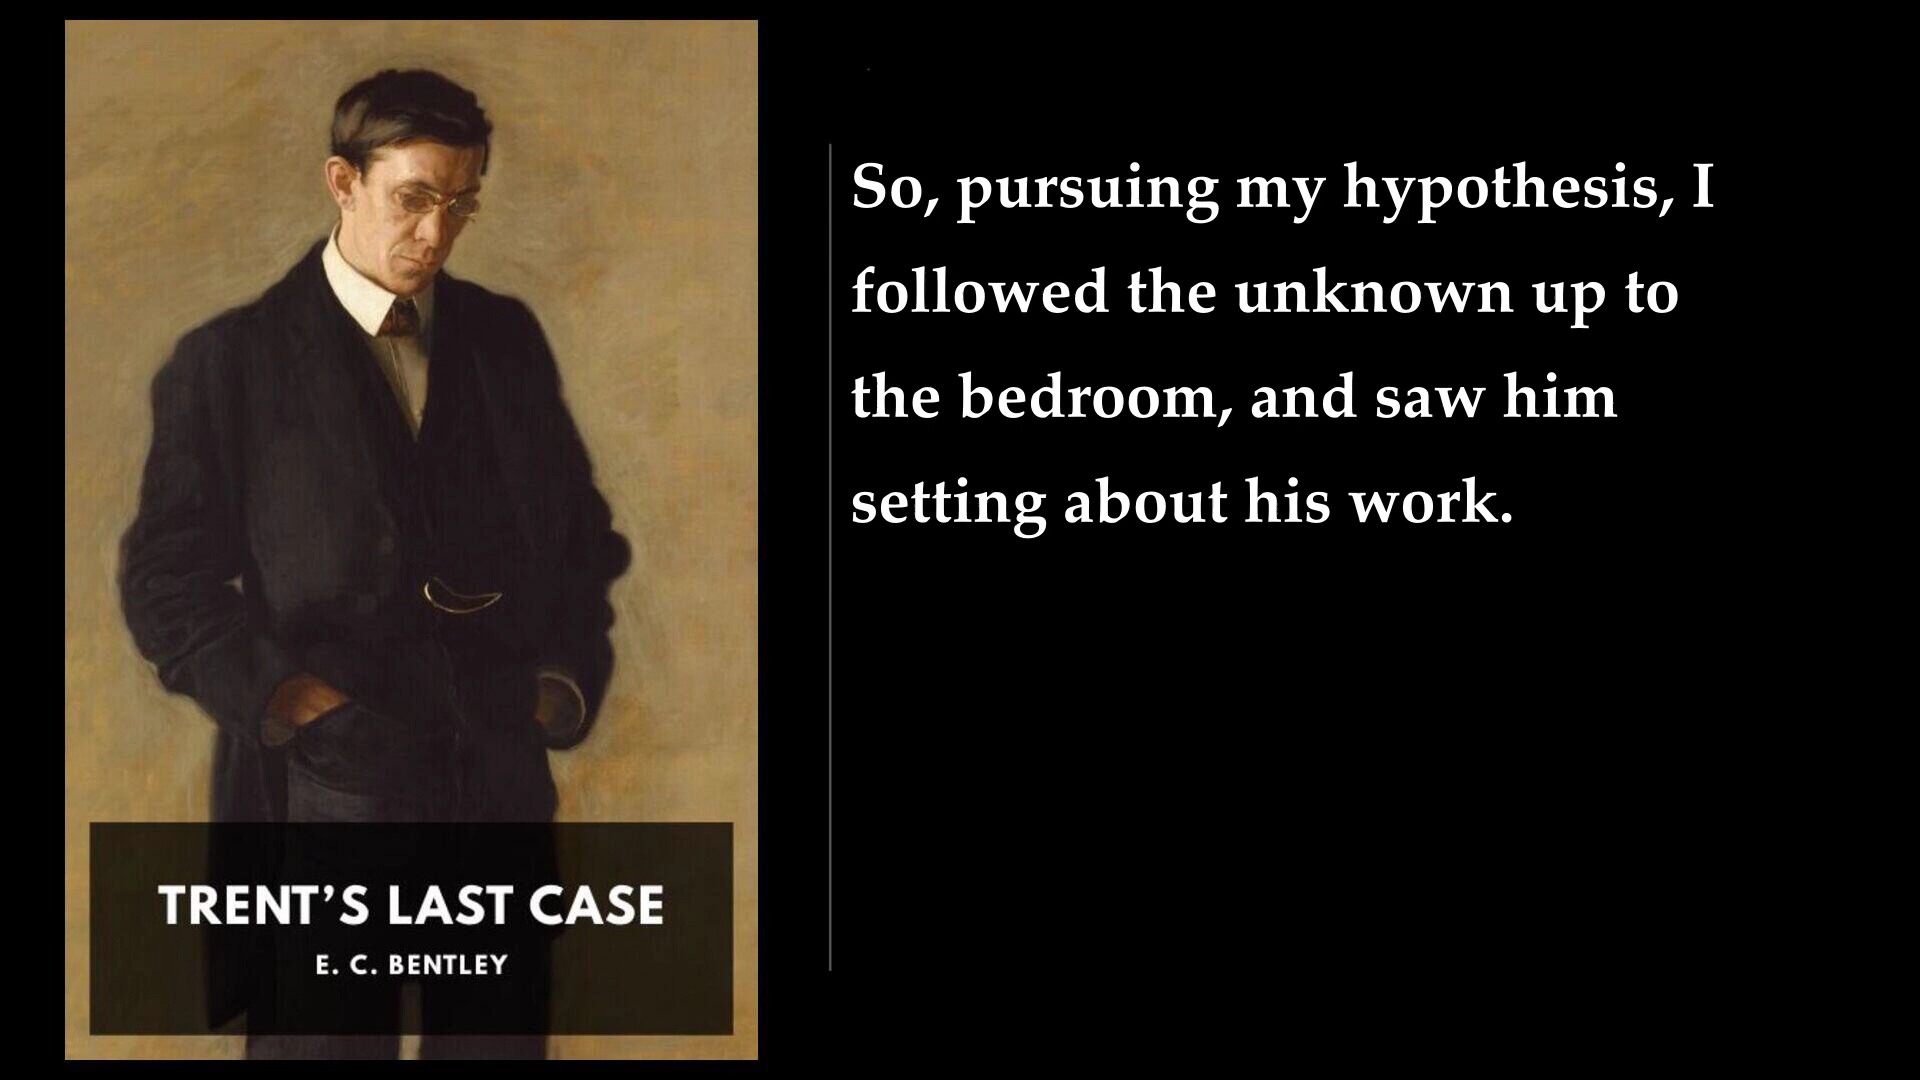 So, pursuing my hypothesis, I
followed the unknown up to
the bedroom, and saw him
setting about his work.
TRENT’S LAST CASE
E. C. BENTLEY